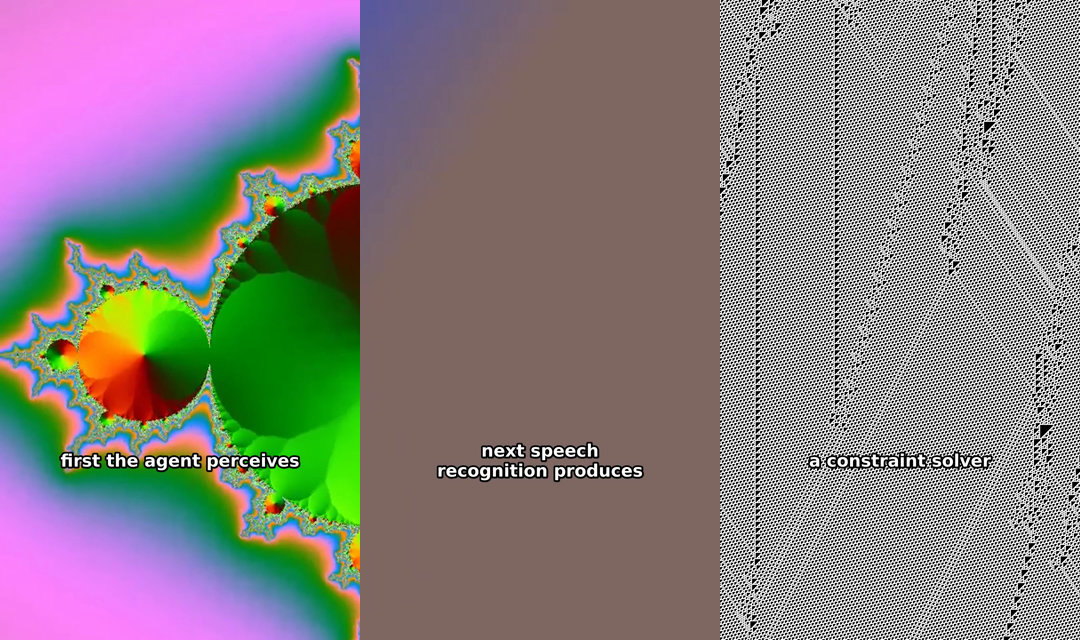 first the agent perceives
next speech
recognition produces
a constraint solver